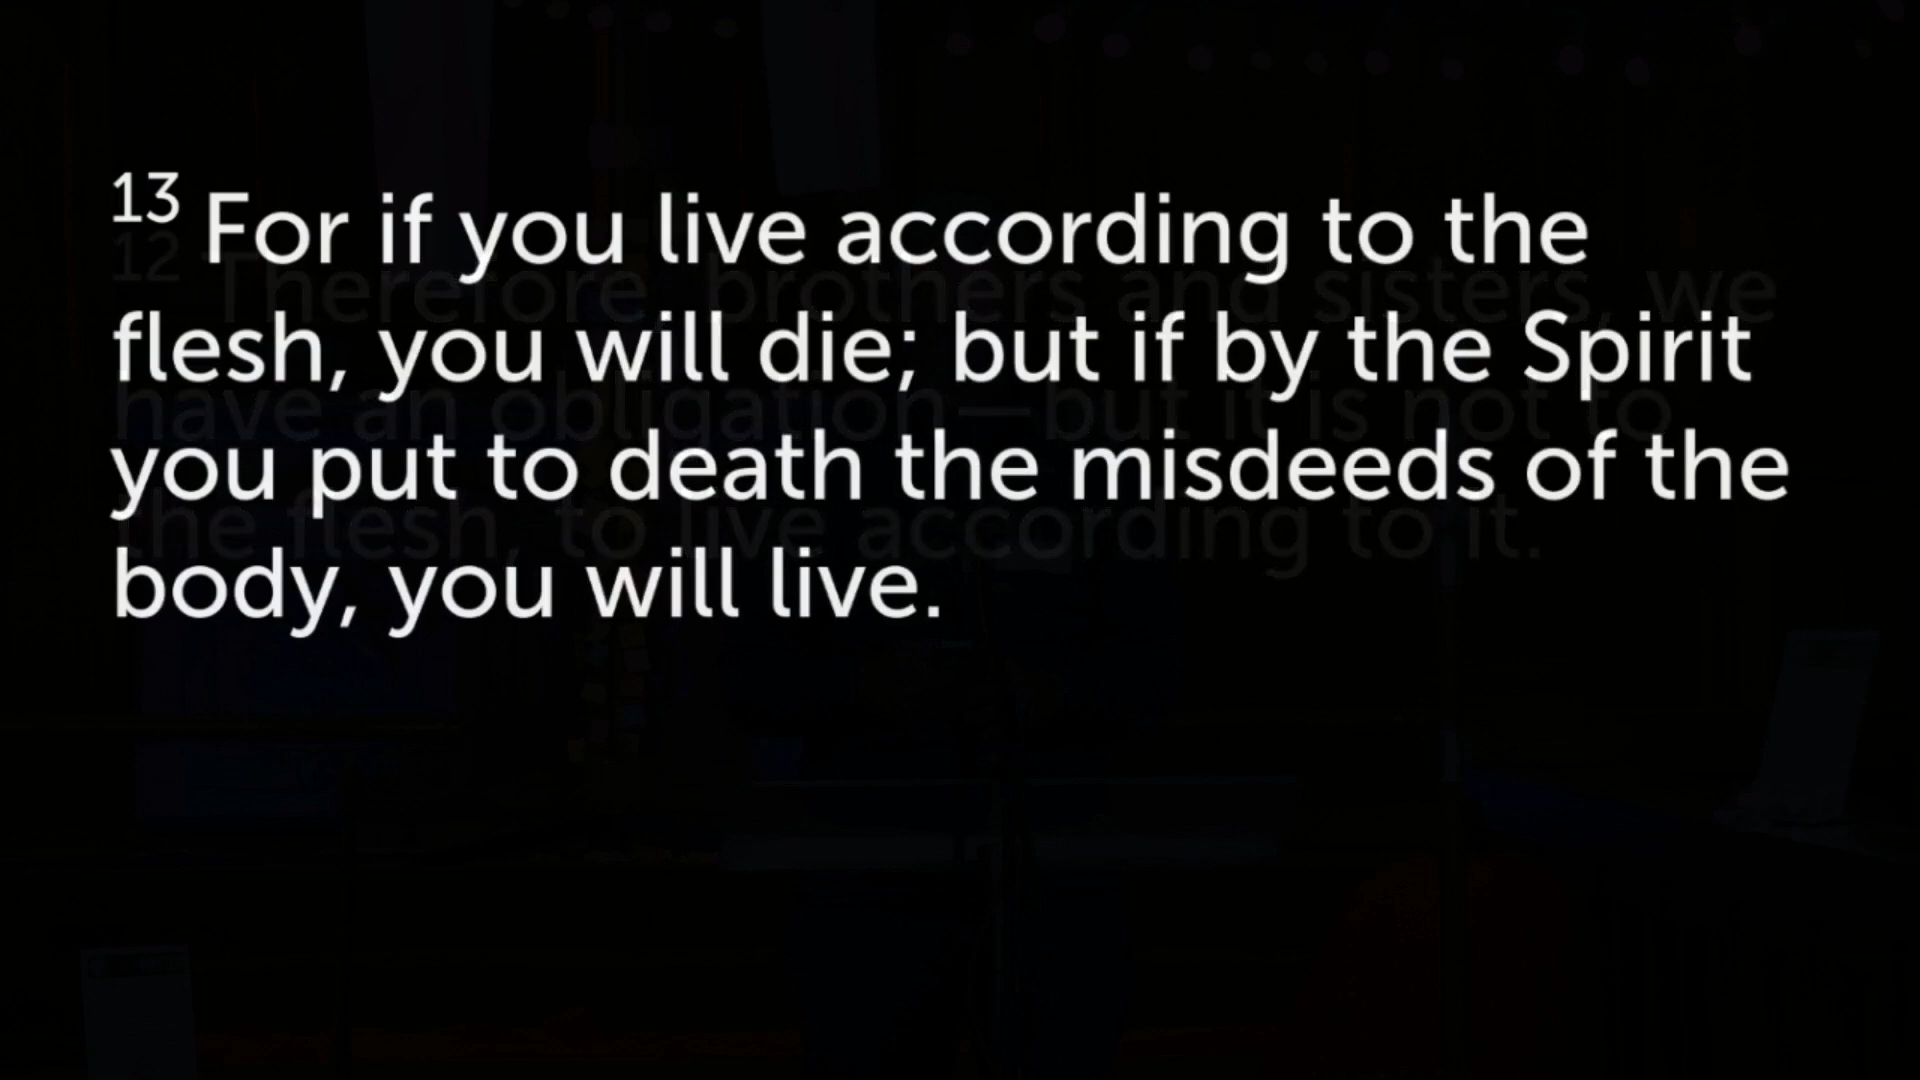 13 For if you live according to the
flesh, you will die; but if by the Spirit
you put to death the misdeeds of the
body, you will live.
12 Therefore, brothers and sisters, we
have an obligation—but it is not to
the flesh, to live according to it.